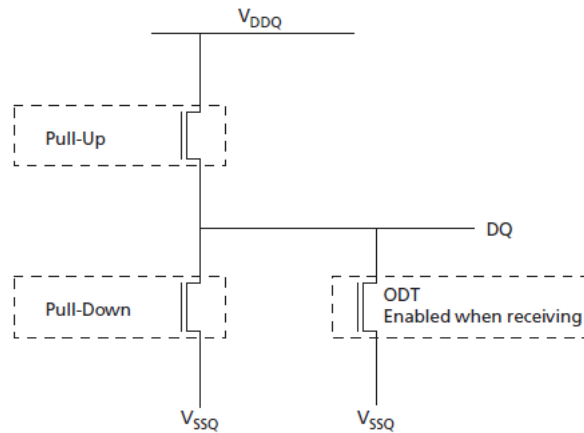 VDDQ
Pull-Up
DQ
Pull-Down
ODT
Enabled when receiving
VSSQ
VSSQ